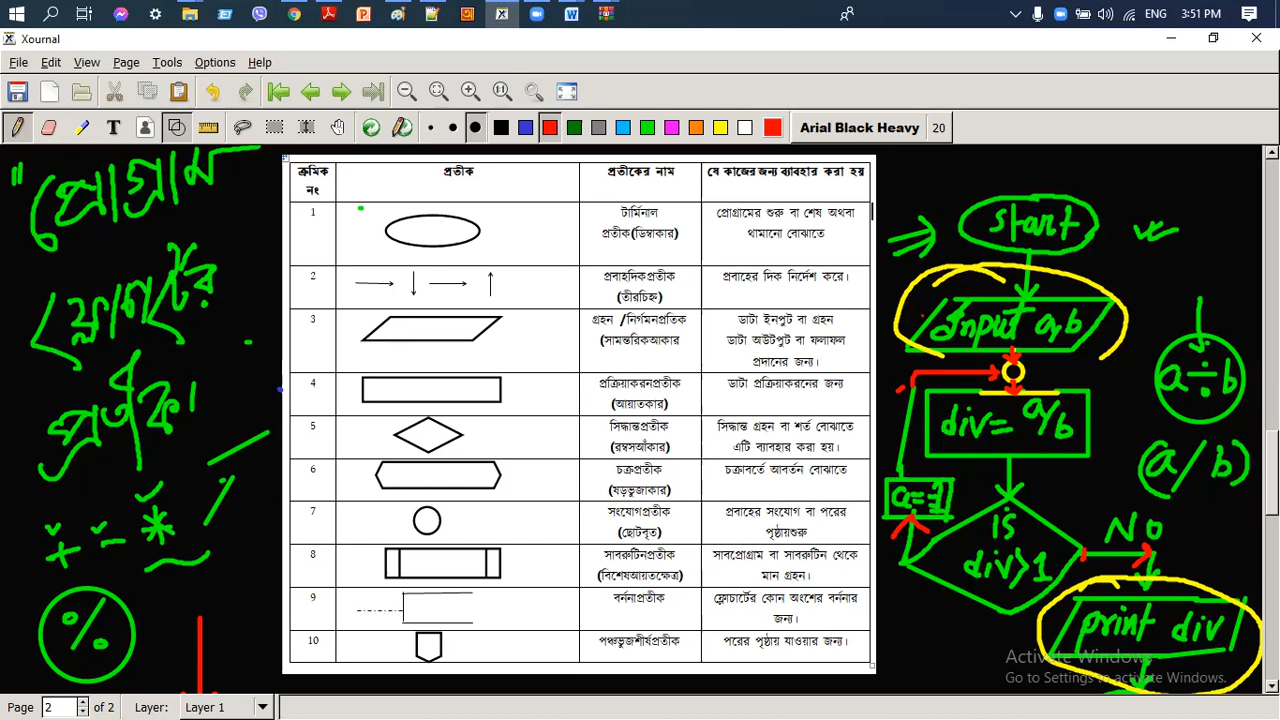 ENG 3:51 PM
Xournal
File Edit View Page Tools Options Help
Arial Black Heavy 20
"প্রোগ্রাম
ফ্লোচার্টের
প্রতীক।
+ - *
%
ক্রমিক নং প্রতীক প্রতীকের নাম যে কাজের জন্য ব্যাবহার করা হয়
1 টার্মিনাল প্রোগ্রামের শুরু বা শেষ অথবা
প্রতীক(ডিম্বাকার) থামানো বোঝাতে
2 প্রবাহদিকপ্রতীক প্রবাহের দিক নির্দেশ করে।
(তীরচিহ্ন)
3 গ্রহন /নির্গমনপ্রতিক ডাটা ইনপুট বা গ্রহন
(সামন্তরিকআকার ডাটা অউটপুট বা ফলাফল
প্রদানের জন্য।
4 প্রক্রিয়াকরনপ্রতীক ডাটা প্রক্রিয়াকরনের জন্য
(আয়াতকার)
5 সিদ্ধান্তপ্রতীক সিদ্ধান্ত গ্রহন বা শর্ত বোঝাতে
(রম্বসআঁকার) এটি ব্যাবহার করা হয়।
6 চক্রপ্রতীক চক্রাবর্তে আবর্তন বোঝাতে
(ষড়ভুজাকার)
7 সংযোগপ্রতীক প্রবাহের সংযোগ বা পরের
(ছোটবৃত) পৃষ্ঠায়শুরু
8 সাবরুটিনপ্রতীক সাবপ্রোগ্রাম বা সাবরুটিন থেকে
(বিশেষআয়তক্ষেত্র) মান গ্রহন।
9 বর্ননাপ্রতীক ফ্লোচার্টের কোন অংশের বর্ননার
জন্য।
10 পঞ্চভুজশীর্ষপ্রতীক পরের পৃষ্ঠায় যাওয়ার জন্য।
start
Input a,b
a ÷ b
div = a/b
(a/b)
is
div>1
No
print div
Activate Windows
Go to Settings to activate Windows.
Page 2 of 2 Layer: Layer 1